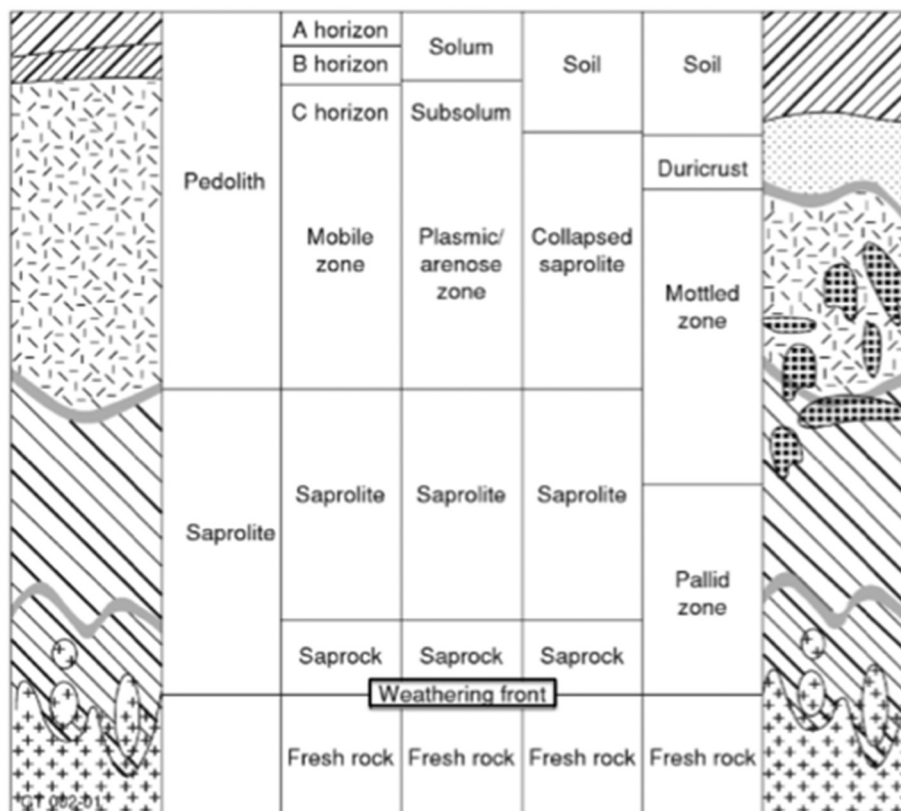 A horizon
B horizon
Solum
Soil
Soil
C horizon
Subsolum
Duricrust
Pedolith
Mobile
zone
Plasmic/
arenose
zone
Collapsed
saprolite
Mottled
zone
Saprolite
Saprolite
Saprolite
Saprolite
Pallid
zone
Saprock
Saprock
Saprock
Weathering front
Fresh rock
Fresh rock
Fresh rock
Fresh rock